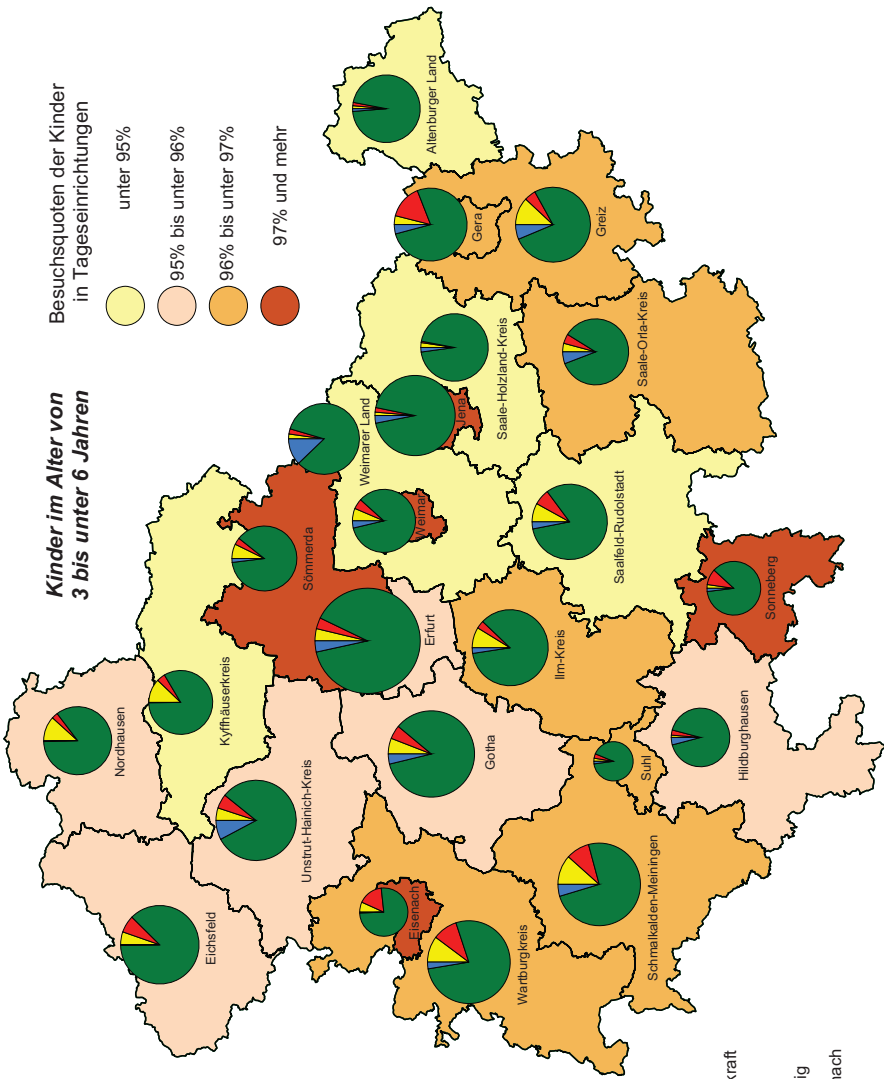 Kinder im Alter von
3 bis unter 6 Jahren
Besuchsquoten der Kinder
in Tageseinrichtungen
unter 95%
95% bis unter 96%
96% bis unter 97%
97% und mehr
Eichsfeld
Nordhausen
Kyffhäuserkreis
Unstrut-Hainich-Kreis
Sömmerda
Weimarer Land
Weimar
Jena
Saale-Holzland-Kreis
Altenburger Land
Gera
Greiz
Erfurt
Gotha
Eisenach
Wartburgkreis
Ilm-Kreis
Saalfeld-Rudolstadt
Saale-Orla-Kreis
Suhl
Schmalkalden-Meiningen
Hildburghausen
Sonneberg
kraft
ig
nach